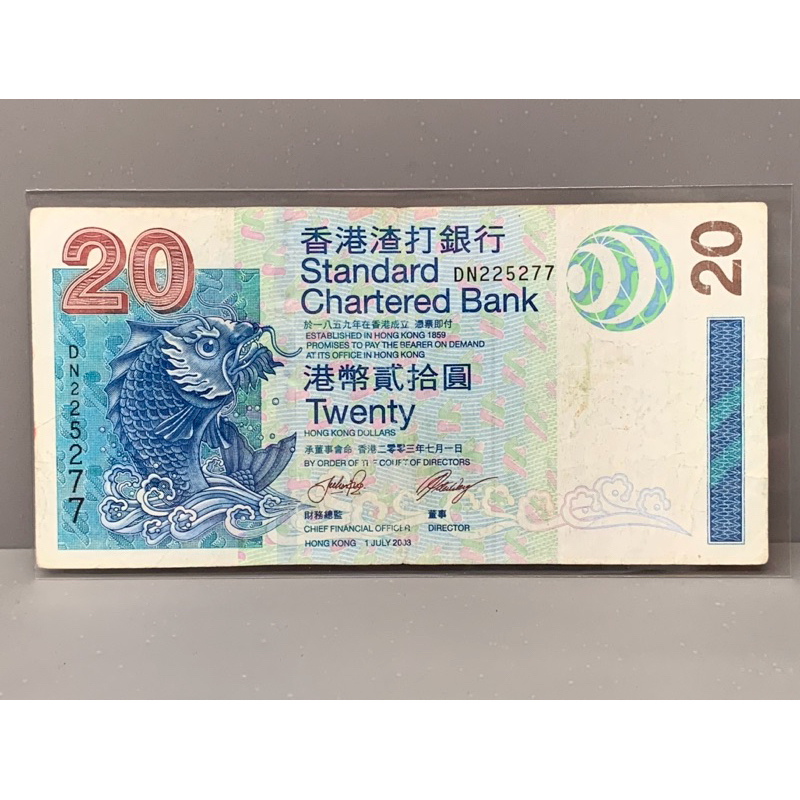 20
香港渣打銀行
Standard
Chartered Bank
DN225277
於一八五九年在香港成立 憑票即付
ESTABLISHED IN HONG KONG 1859
PROMISES TO PAY THE BEARER ON DEMAND
AT ITS OFFICE IN HONG KONG
港幣貳拾圓
Twenty
HONG KONG DOLLARS
承董事會命 香港二零零三年七月一日
BY ORDER OF THE COURT OF DIRECTORS
財務總監 董事
CHIEF FINANCIAL OFFICER DIRECTOR
HONG KONG 1 JULY 2003
DN225277
20